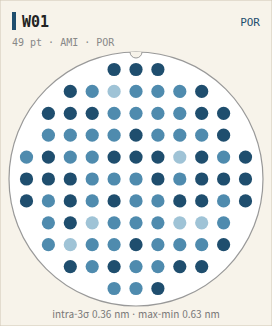 W01 POR
49 pt · AMI · POR
intra-3σ 0.36 nm · max-min 0.63 nm